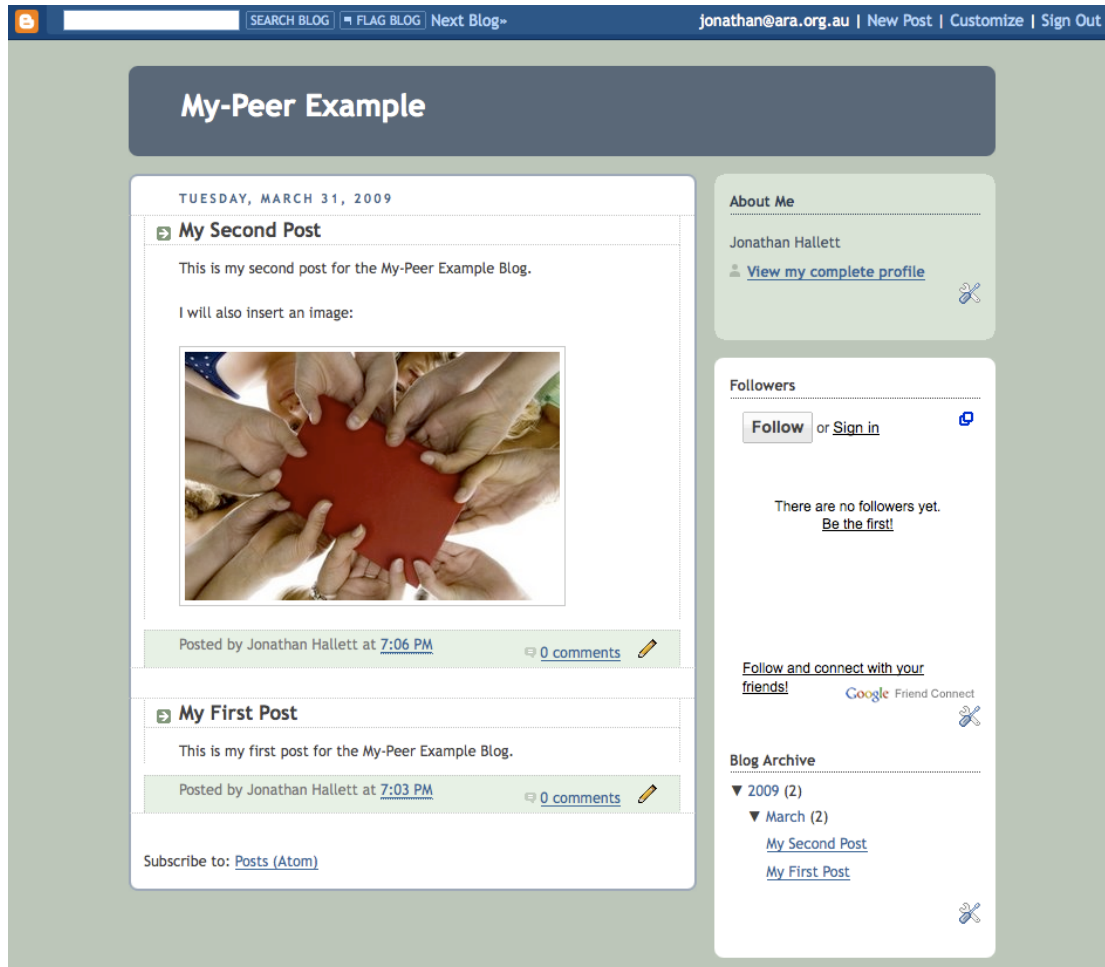 SEARCH BLOG FLAG BLOG Next Blog»
jonathan@ara.org.au | New Post | Customize | Sign Out
My-Peer Example
TUESDAY, MARCH 31, 2009
My Second Post
This is my second post for the My-Peer Example Blog.
I will also insert an image:
Posted by Jonathan Hallett at 7:06 PM
0 comments
My First Post
This is my first post for the My-Peer Example Blog.
Posted by Jonathan Hallett at 7:03 PM
0 comments
Subscribe to: Posts (Atom)
About Me
Jonathan Hallett
View my complete profile
Followers
Follow or Sign in
There are no followers yet.
Be the first!
Follow and connect with your
friends!
Google Friend Connect
Blog Archive
▼ 2009 (2)
▼ March (2)
My Second Post
My First Post